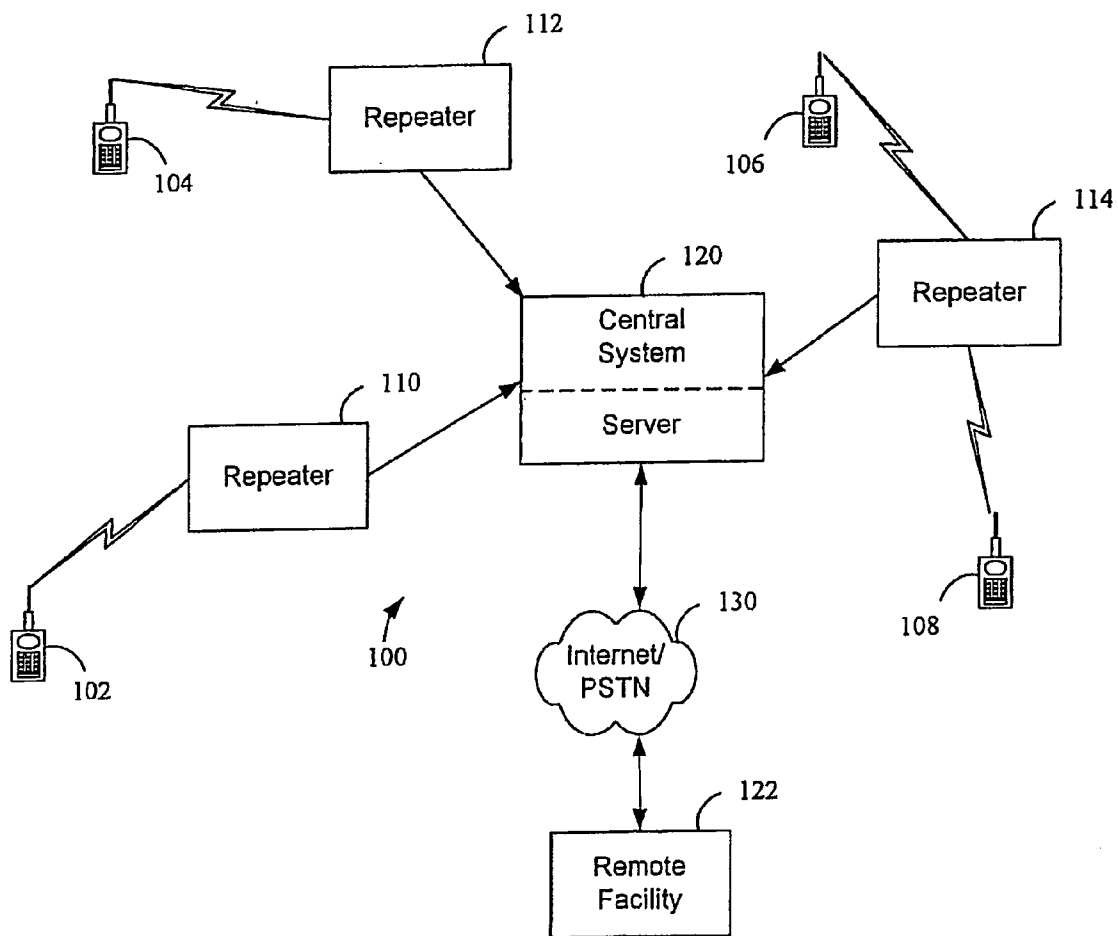 112
Repeater
104
106
114
Repeater
120
Central
System
Server
110
Repeater
102
100
108
130
Internet/
PSTN
122
Remote
Facility